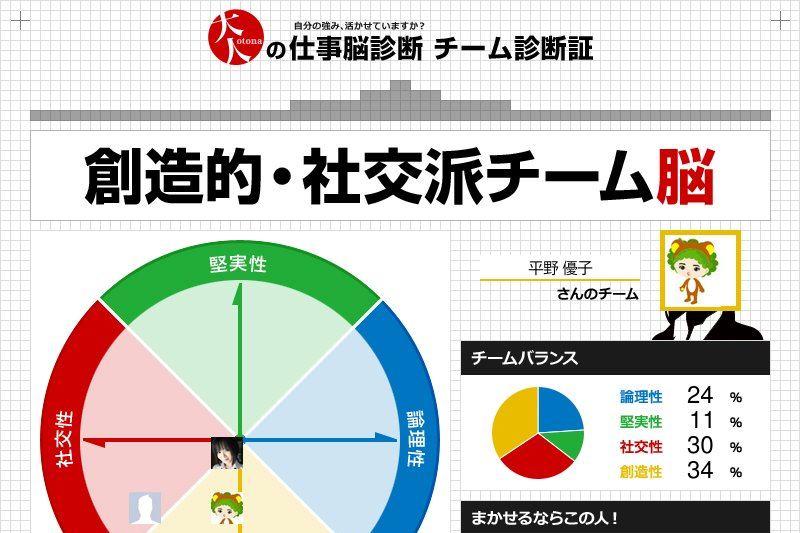 自分の強み、活かせていますか？
大人 otona の仕事脳診断 チーム診断証
創造的・社交派チーム脳
堅実性
論理性
社交性
平野 優子
さんのチーム
チームバランス
論理性 24 %
堅実性 11 %
社交性 30 %
創造性 34 %
まかせるならこの人！